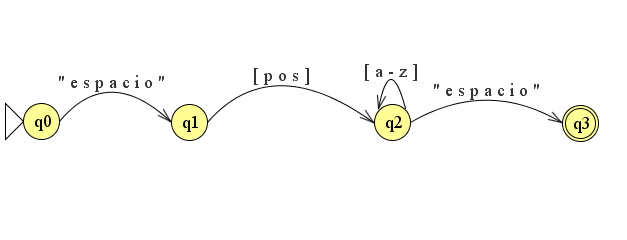 "espacio"
[pos]
[a-z]
"espacio"
q0
q1
q2
q3